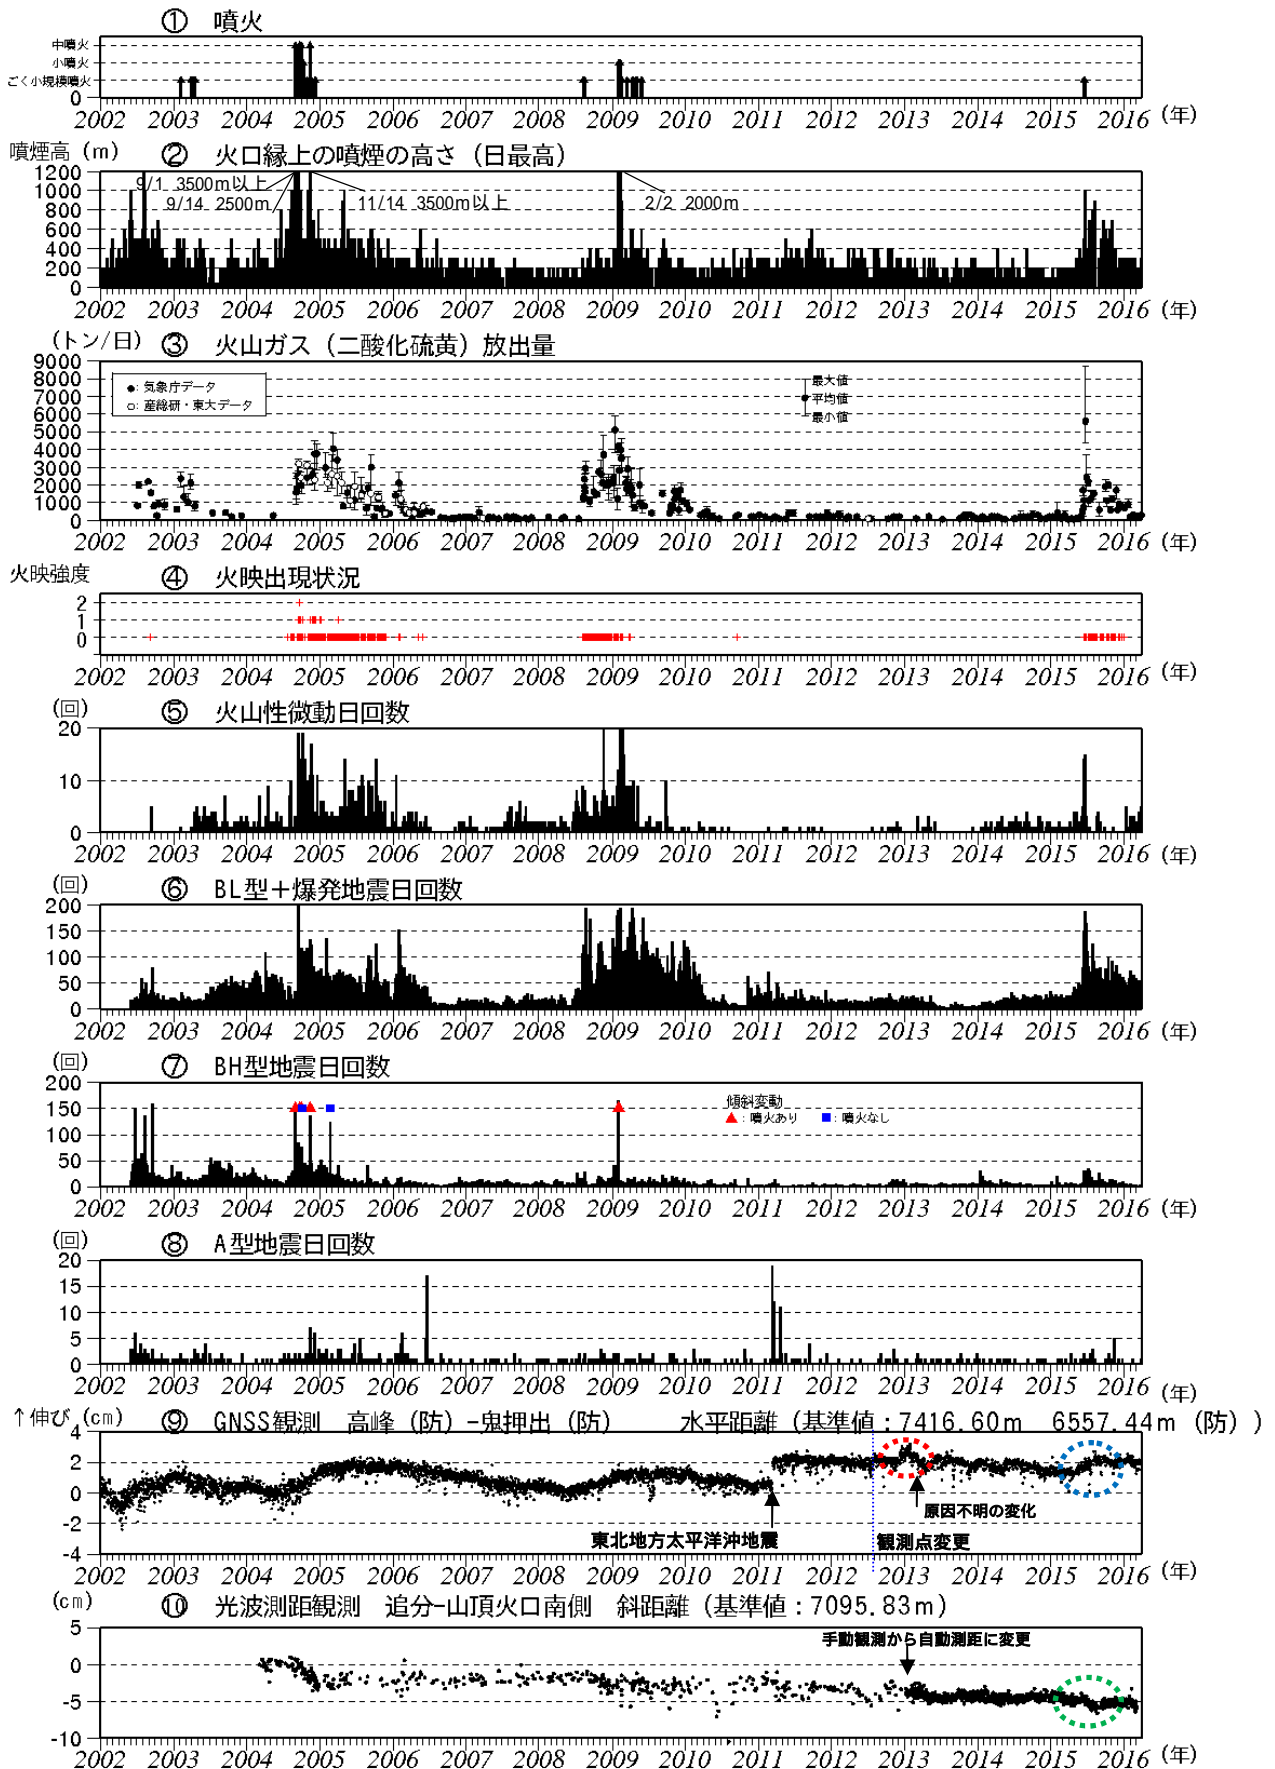 ① 噴火
中噴火
小噴火
ごく小規模噴火
0
2002 2003 2004 2005 2006 2007 2008 2009 2010 2011 2012 2013 2014 2015 2016 (年)
噴煙高 (m) ② 火口縁上の噴煙の高さ (日最高)
1200
1000
800
600
400
200
0
9/1 3500m以上
9/14 2500m
11/14 3500m以上
2/2 2000m
2002 2003 2004 2005 2006 2007 2008 2009 2010 2011 2012 2013 2014 2015 2016 (年)
(トン/日) ③ 火山ガス (二酸化硫黄) 放出量
9000
8000
7000
6000
5000
4000
3000
2000
1000
0
●: 気象庁データ
○: 産総研・東大データ
最大値
平均値
最小値
2002 2003 2004 2005 2006 2007 2008 2009 2010 2011 2012 2013 2014 2015 2016 (年)
火映強度 ④ 火映出現状況
2
1
0
2002 2003 2004 2005 2006 2007 2008 2009 2010 2011 2012 2013 2014 2015 2016 (年)
(回) ⑤ 火山性微動日回数
20
10
0
2002 2003 2004 2005 2006 2007 2008 2009 2010 2011 2012 2013 2014 2015 2016 (年)
(回) ⑥ BL型＋爆発地震日回数
200
150
100
50
0
2002 2003 2004 2005 2006 2007 2008 2009 2010 2011 2012 2013 2014 2015 2016 (年)
(回) ⑦ BH型地震日回数
200
150
100
50
0
傾斜変動
▲: 噴火あり ■: 噴火なし
2002 2003 2004 2005 2006 2007 2008 2009 2010 2011 2012 2013 2014 2015 2016 (年)
(回) ⑧ A型地震日回数
20
15
10
5
0
2002 2003 2004 2005 2006 2007 2008 2009 2010 2011 2012 2013 2014 2015 2016 (年)
↑伸び (cm) ⑨ GNSS観測 高峰 (防) -鬼押出 (防) 水平距離 (基準値：7416.60m 6557.44m (防) )
4
2
0
-2
-4
原因不明の変化
東北地方太平洋沖地震
観測点変更
2002 2003 2004 2005 2006 2007 2008 2009 2010 2011 2012 2013 2014 2015 2016 (年)
(cm) ⑩ 光波測距観測 追分-山頂火口南側 斜距離 (基準値：7095.83m)
5
0
-5
-10
手動観測から自動測距に変更
2002 2003 2004 2005 2006 2007 2008 2009 2010 2011 2012 2013 2014 2015 2016 (年)